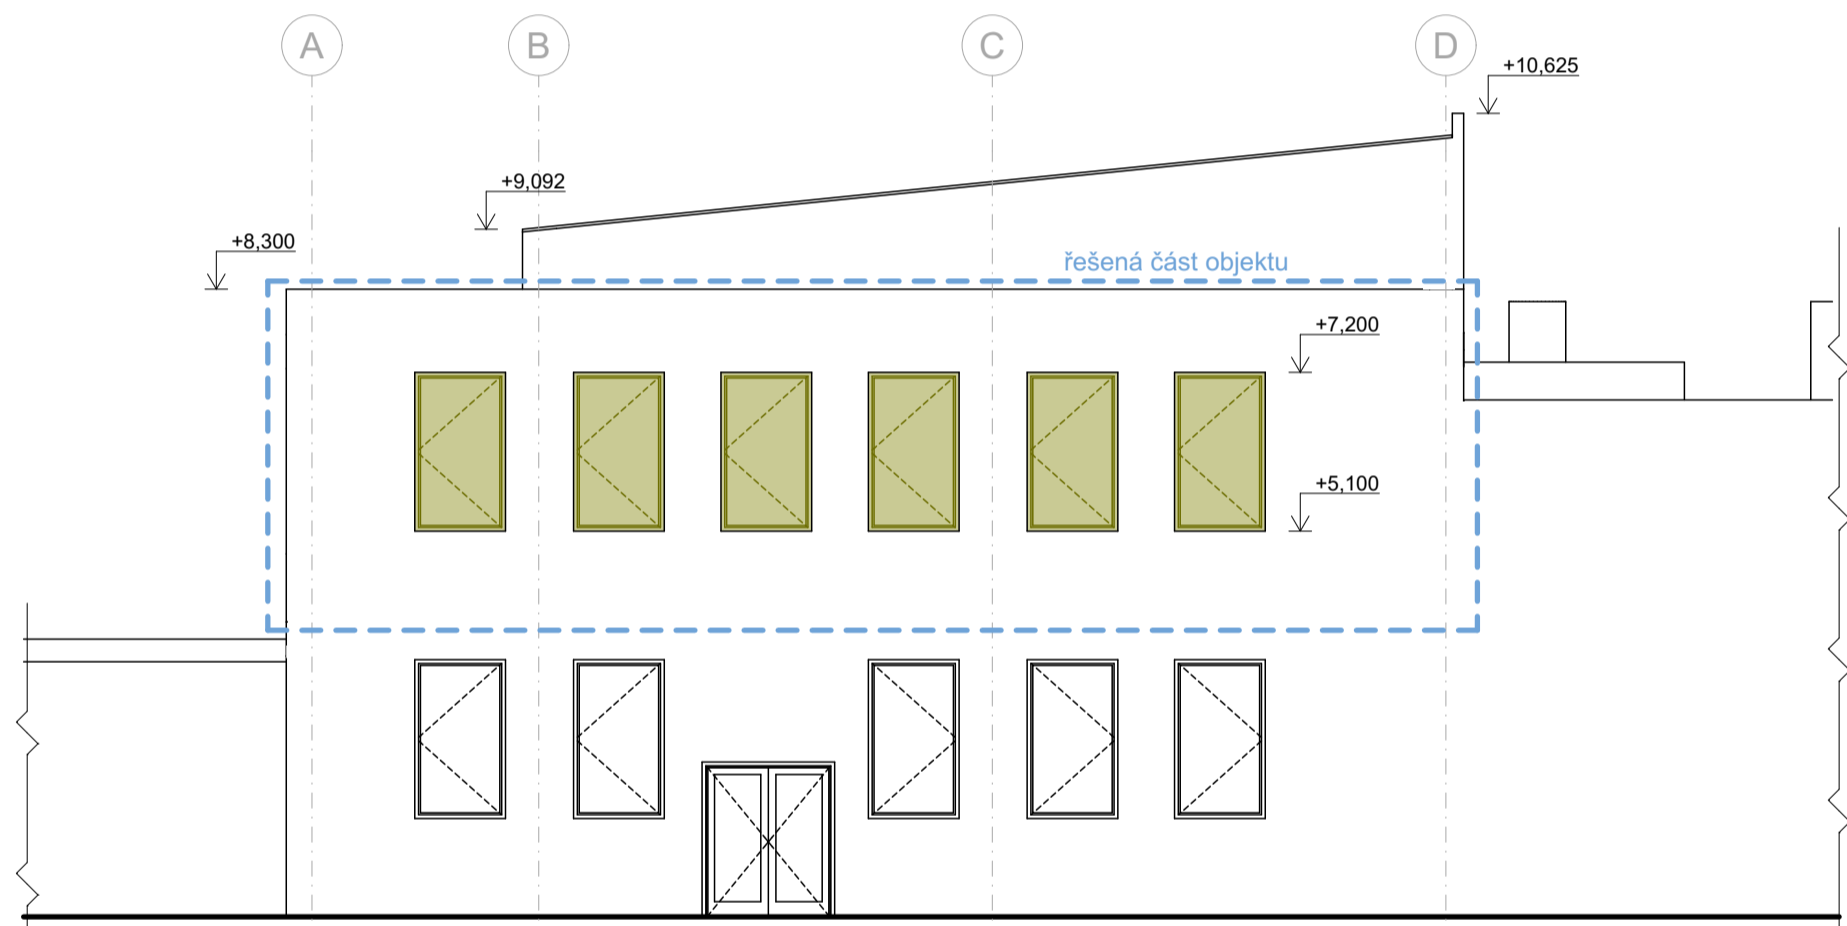 A B C D
+10,625
+9,092
+8,300
řešená část objektu
+7,200
+5,100